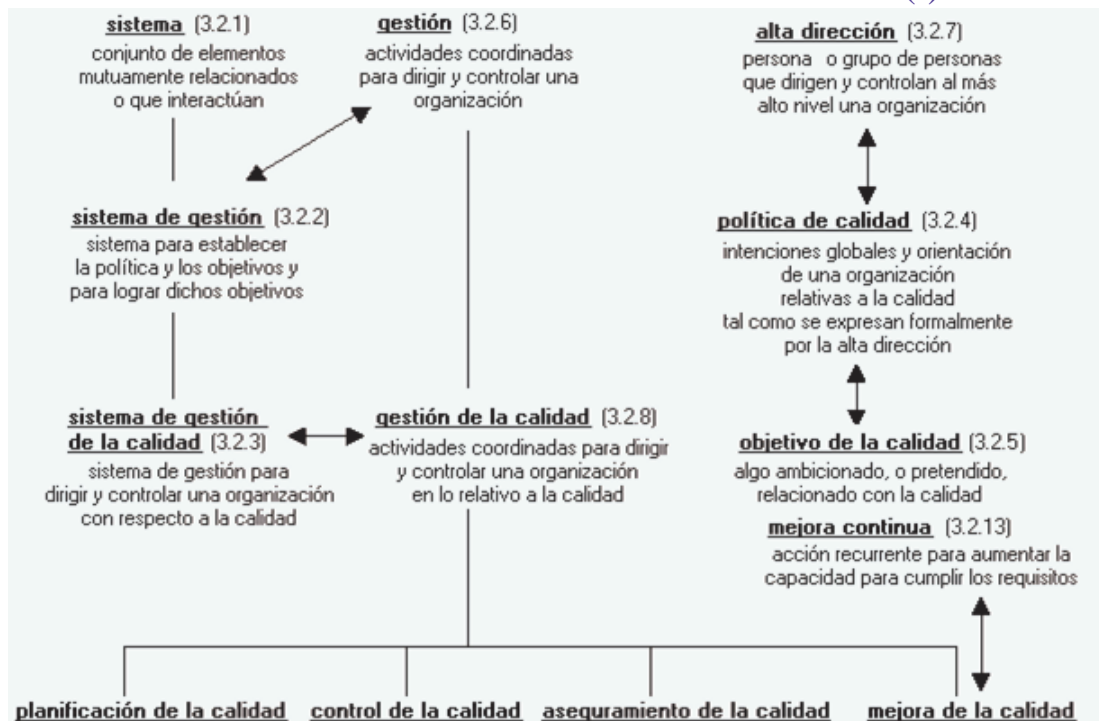 sistema (3.2.1)
conjunto de elementos
mutuamente relacionados
o que interactúan
gestión (3.2.6)
actividades coordinadas
para dirigir y controlar una
organización
alta dirección (3.2.7)
persona o grupo de personas
que dirigen y controlan al más
alto nivel una organización
sistema de gestión (3.2.2)
sistema para establecer
la política y los objetivos y
para lograr dichos objetivos
política de calidad (3.2.4)
intenciones globales y orientación
de una organización
relativas a la calidad
tal como se expresan formalmente
por la alta dirección
sistema de gestión
de la calidad (3.2.3)
sistema de gestión para
dirigir y controlar una organización
con respecto a la calidad
gestión de la calidad (3.2.8)
actividades coordinadas para dirigir
y controlar una organización
en lo relativo a la calidad
objetivo de la calidad (3.2.5)
algo ambicionado, o pretendido,
relacionado con la calidad
mejora continua (3.2.13)
acción recurrente para aumentar la
capacidad para cumplir los requisitos
planificación de la calidad
control de la calidad
aseguramiento de la calidad
mejora de la calidad